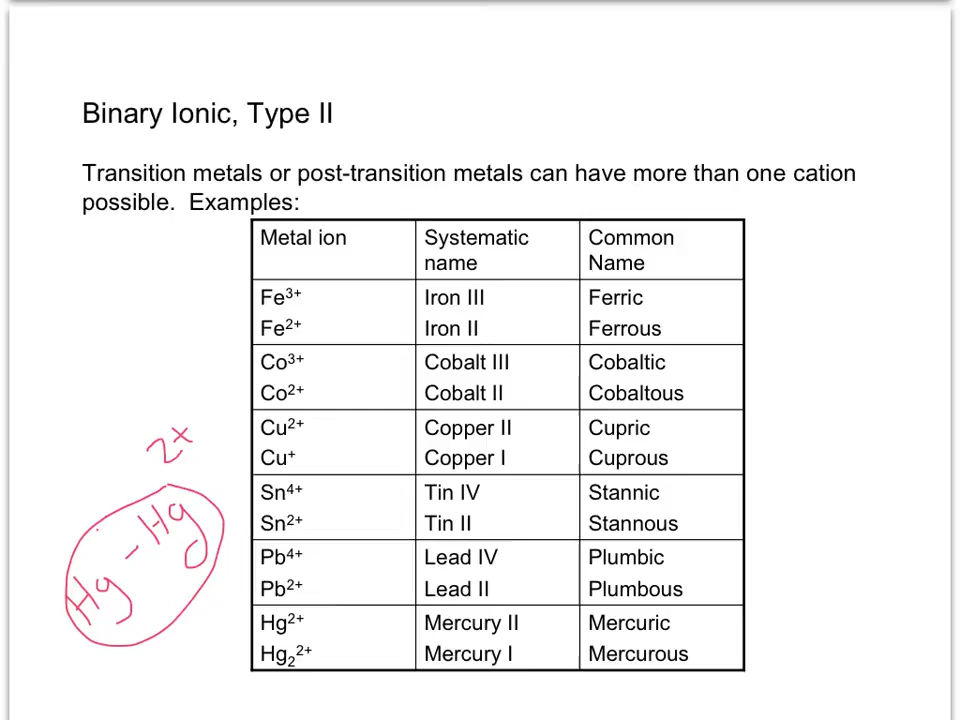 Binary Ionic, Type II
Transition metals or post-transition metals can have more than one cation
possible. Examples:
Metal ion Systematic name Common Name
Fe³⁺ Iron III Ferric
Fe²⁺ Iron II Ferrous
Co³⁺ Cobalt III Cobaltic
Co²⁺ Cobalt II Cobaltous
Cu²⁺ Copper II Cupric
Cu⁺ Copper I Cuprous
Sn⁴⁺ Tin IV Stannic
Sn²⁺ Tin II Stannous
Pb⁴⁺ Lead IV Plumbic
Pb²⁺ Lead II Plumbous
Hg²⁺ Mercury II Mercuric
Hg₂²⁺ Mercury I Mercurous
Hg - Hg 2+